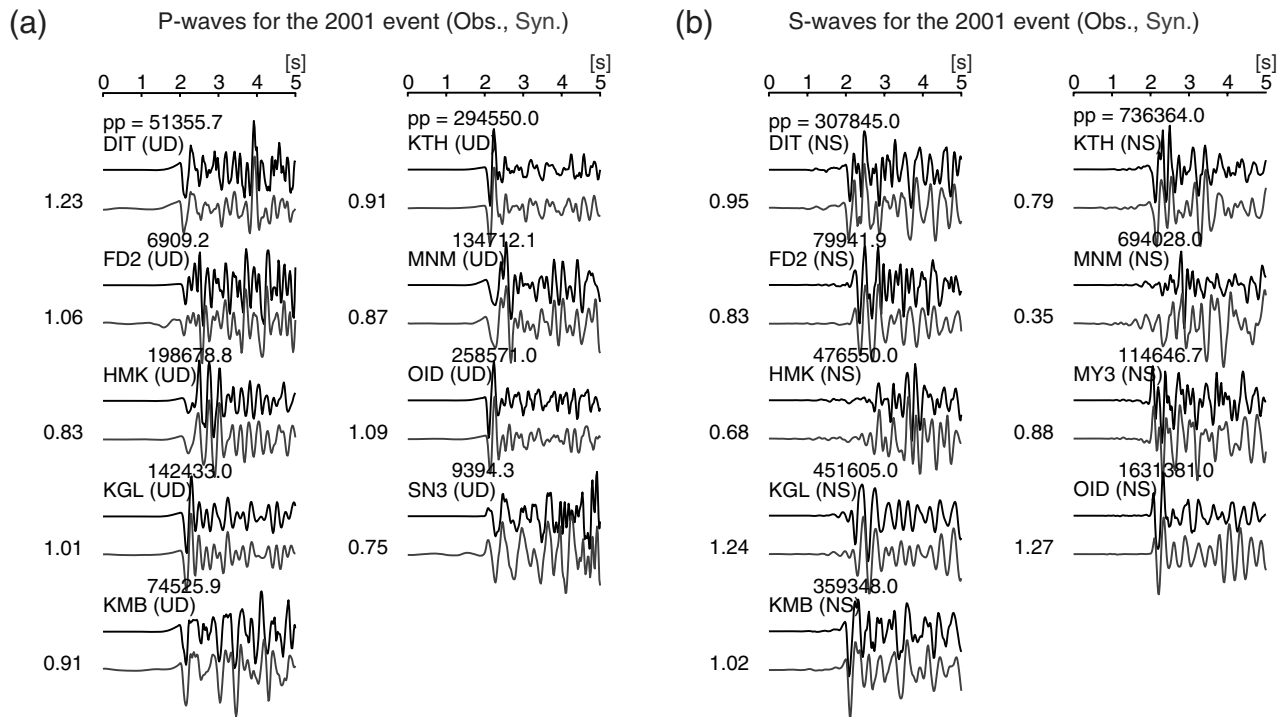 (a)
P-waves for the 2001 event (Obs., Syn.)
[s]
0 1 2 3 4 5
pp = 51355.7
DIT (UD)
1.23
6909.2
FD2 (UD)
1.06
198678.8
HMK (UD)
0.83
142433.0
KGL (UD)
1.01
74525.9
KMB (UD)
0.91
[s]
0 1 2 3 4 5
pp = 294550.0
KTH (UD)
0.91
134712.1
MNM (UD)
0.87
258571.0
OID (UD)
1.09
9394.3
SN3 (UD)
0.75
(b)
S-waves for the 2001 event (Obs., Syn.)
[s]
0 1 2 3 4 5
pp = 307845.0
DIT (NS)
0.95
79941.9
FD2 (NS)
0.83
476550.0
HMK (NS)
0.68
451605.0
KGL (NS)
1.24
359348.0
KMB (NS)
1.02
[s]
0 1 2 3 4 5
pp = 736364.0
KTH (NS)
0.79
694028.0
MNM (NS)
0.35
114646.7
MY3 (NS)
0.88
1631381.0
OID (NS)
1.27